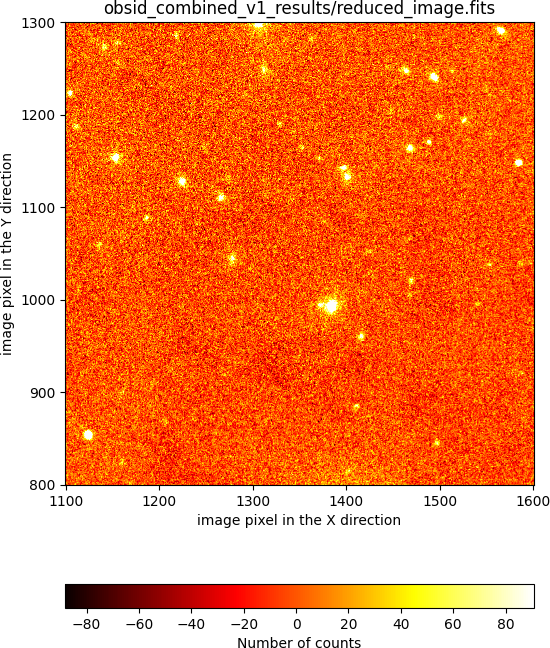 obsid_combined_v1_results/reduced_image.fits
1300
1200
1100
1000
900
800
image pixel in the Y direction
1100 1200 1300 1400 1500 1600
image pixel in the X direction
−80 −60 −40 −20 0 20 40 60 80
Number of counts